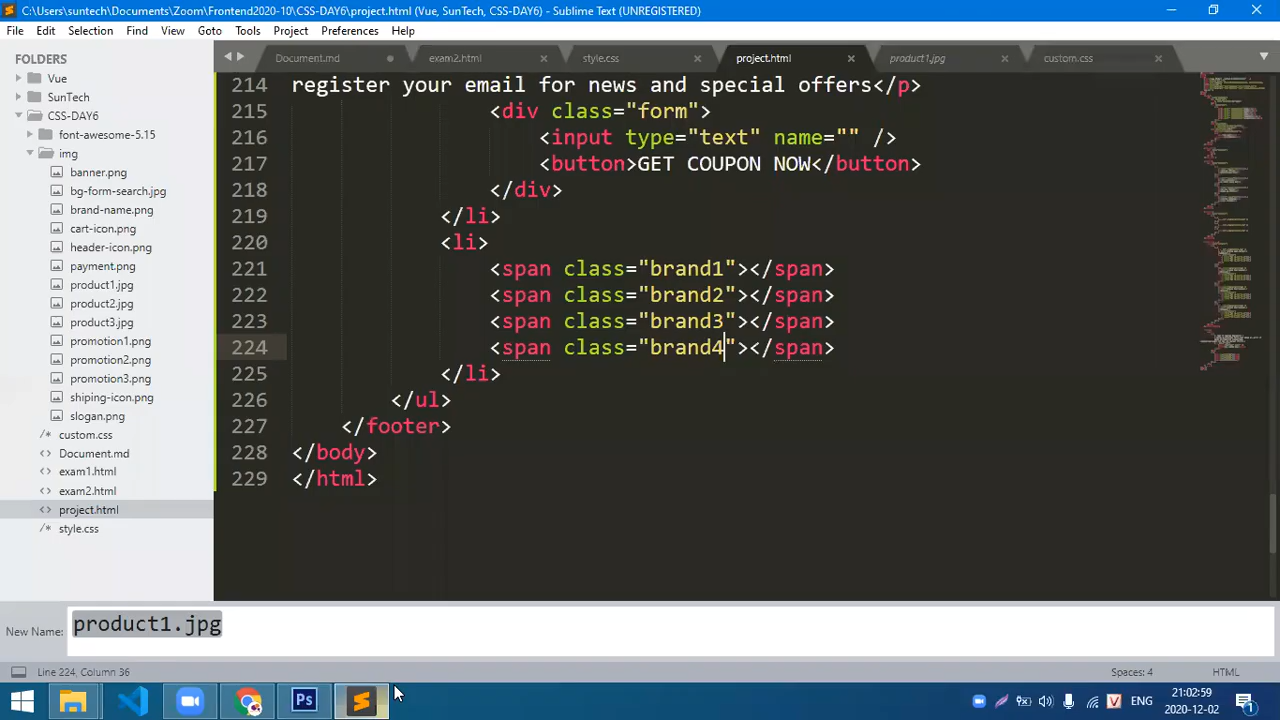 C:\Users\suntech\Documents\Zoom\Frontend2020-10\CSS-DAY6\project.html (Vue, SunTech, CSS-DAY6) - Sublime Text (UNREGISTERED)
File Edit Selection Find View Goto Tools Project Preferences Help
FOLDERS
Vue
SunTech
CSS-DAY6
font-awesome-5.15
img
banner.png
bg-form-search.jpg
brand-name.png
cart-icon.png
header-icon.png
payment.png
product1.jpg
product2.jpg
product3.jpg
promotion1.png
promotion2.png
promotion3.png
shiping-icon.png
slogan.png
custom.css
Document.md
exam1.html
exam2.html
project.html
style.css
Document.md exam2.html style.css project.html product1.jpg custom.css
214 register your email for news and special offers</p>
215 <div class="form">
216 <input type="text" name="" />
217 <button>GET COUPON NOW</button>
218 </div>
219 </li>
220 <li>
221 <span class="brand1"></span>
222 <span class="brand2"></span>
223 <span class="brand3"></span>
224 <span class="brand4"></span>
225 </li>
226 </ul>
227 </footer>
228 </body>
229 </html>
New Name: product1.jpg
Line 224, Column 36 Spaces: 4 HTML
Ps V ENG 21:02:59
2020-12-02 1